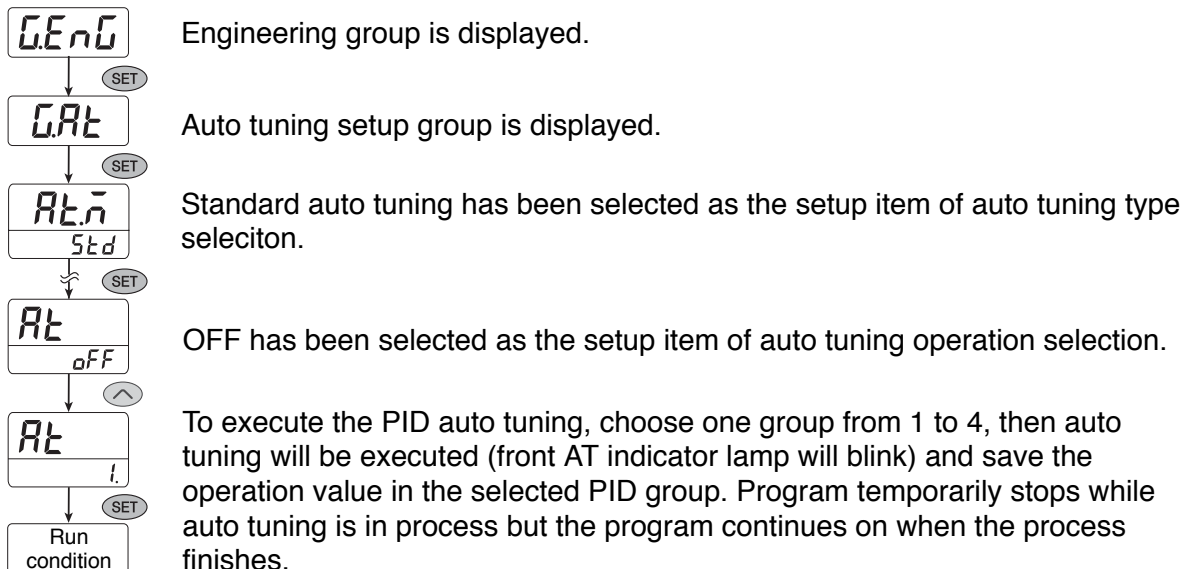 G.EnG
Engineering group is displayed.
SET
G.At
Auto tuning setup group is displayed.
SET
At.m
Standard auto tuning has been selected as the setup item of auto tuning type
Std
seleciton.
SET
At
OFF has been selected as the setup item of auto tuning operation selection.
oFF
At
To execute the PID auto tuning, choose one group from 1 to 4, then auto
tuning will be executed (front AT indicator lamp will blink) and save the
1.
operation value in the selected PID group. Program temporarily stops while
SET
auto tuning is in process but the program continues on when the process
Run
condition
finishes.